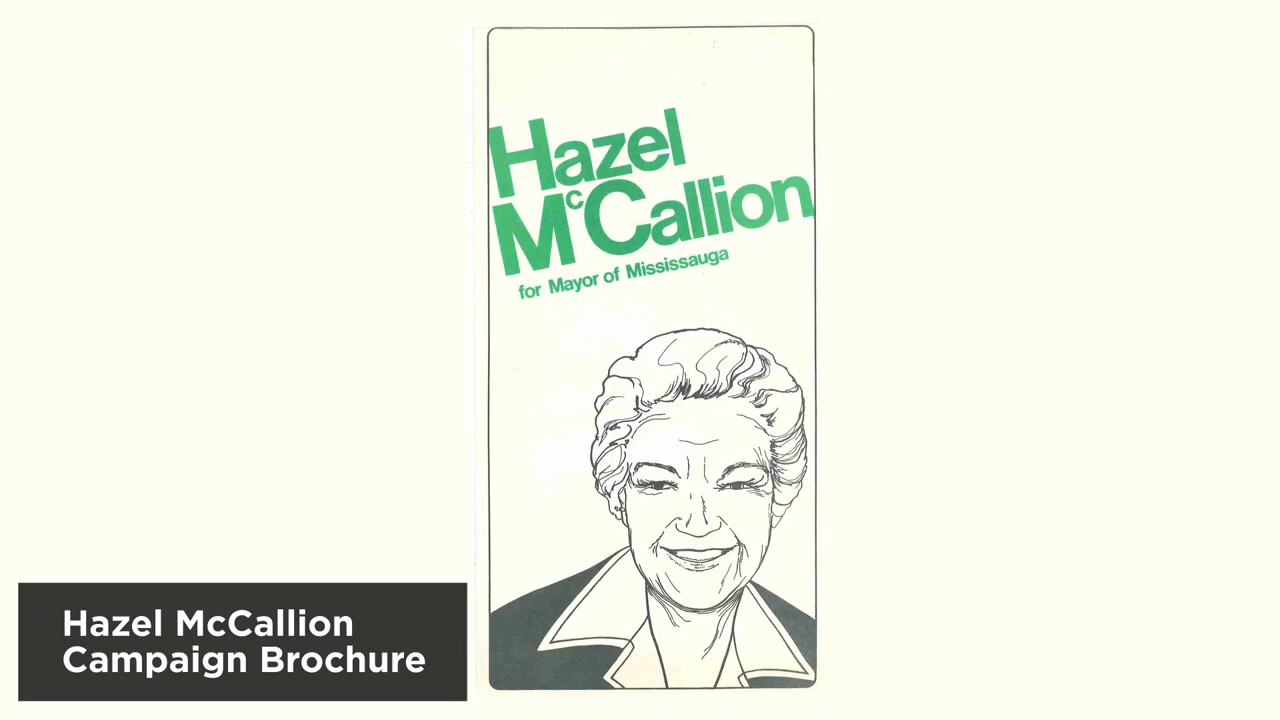 Hazel
McCallion
for Mayor of Mississauga
Hazel McCallion
Campaign Brochure